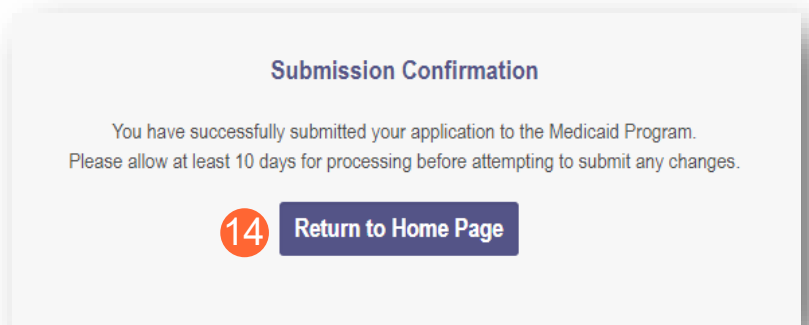 Submission Confirmation
You have successfully submitted your application to the Medicaid Program.
Please allow at least 10 days for processing before attempting to submit any changes.
14 Return to Home Page